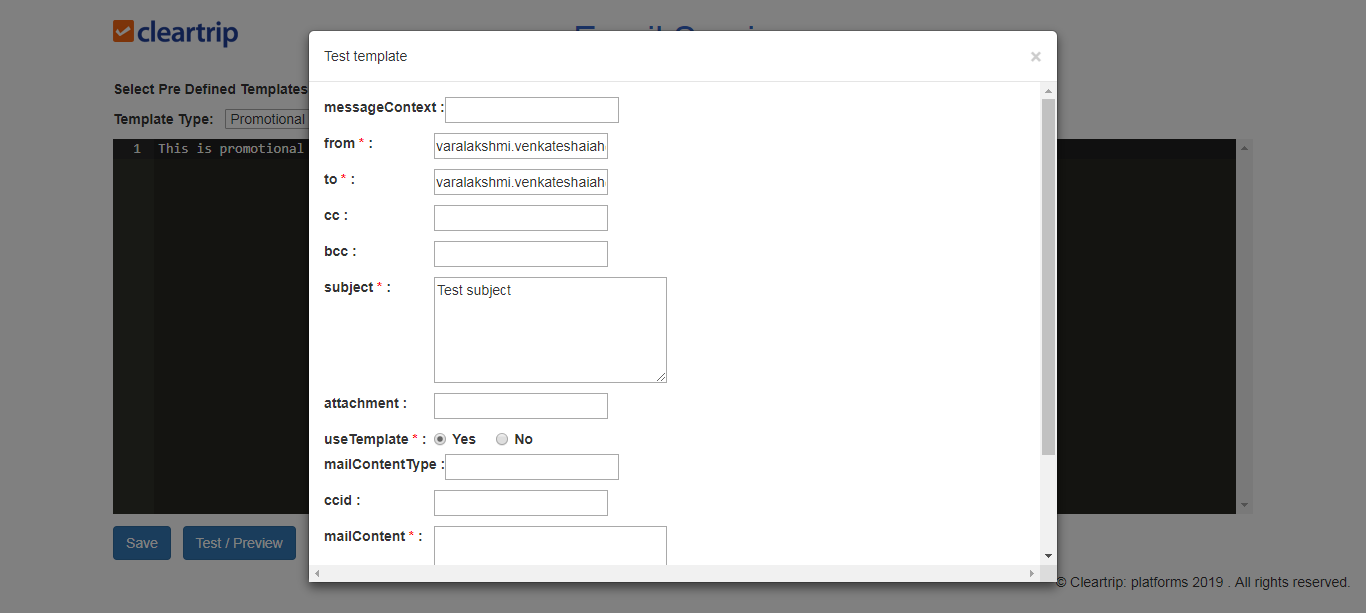 cleartrip
Test template
×
Select Pre Defined Templates
Template Type: Promotional
1 This is promotional
messageContext :
from * : varalakshmi.venkateshaiah
to * : varalakshmi.venkateshaiah
cc :
bcc :
subject * : Test subject
attachment :
useTemplate * : Yes No
mailContentType :
ccid :
mailContent * :
Save Test / Preview
© Cleartrip: platforms 2019 . All rights reserved.